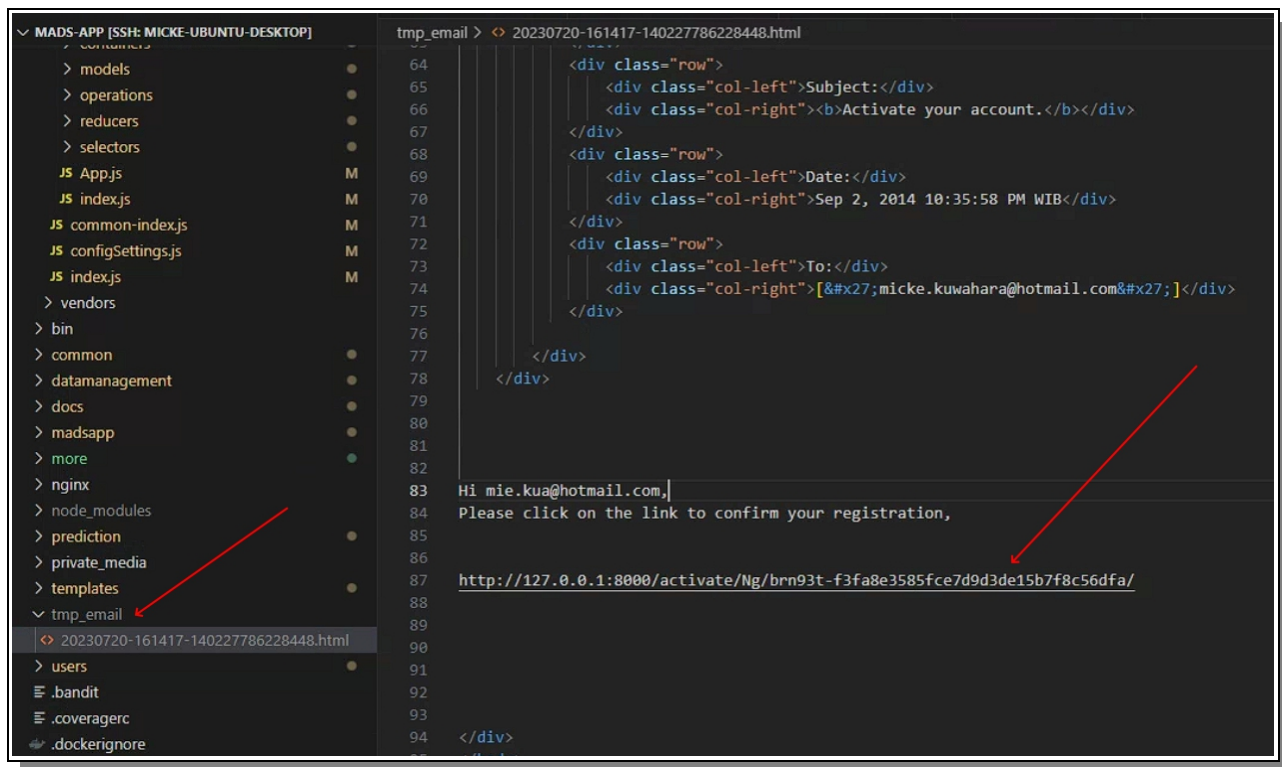 MADS-APP [SSH: MICKE-UBUNTU-DESKTOP]
containers
models
operations
reducers
selectors
JS App.js M
JS index.js M
JS common-index.js M
JS configSettings.js M
JS index.js M
vendors
bin
common
datamanagement
docs
madsapp
more
nginx
node_modules
prediction
private_media
templates
tmp_email
<> 20230720-161417-140227786228448.html
users
.bandit
.coveragerc
.dockerignore
tmp_email > <> 20230720-161417-140227786228448.html
63 </div>
64 <div class="row">
65 <div class="col-left">Subject:</div>
66 <div class="col-right"><b>Activate your account.</b></div>
67 </div>
68 <div class="row">
69 <div class="col-left">Date:</div>
70 <div class="col-right">Sep 2, 2014 10:35:58 PM WIB</div>
71 </div>
72 <div class="row">
73 <div class="col-left">To:</div>
74 <div class="col-right">[&#x27;micke.kuwahara@hotmail.com&#x27;]</div>
75 </div>
76
77 </div>
78 </div>
79
80
81
82
83 Hi mie.kua@hotmail.com,
84 Please click on the link to confirm your registration,
85
86
87 http://127.0.0.1:8000/activate/Ng/brn93t-f3fa8e3585fce7d9d3de15b7f8c56dfa/
88
89
90
91
92
93
94 </div>